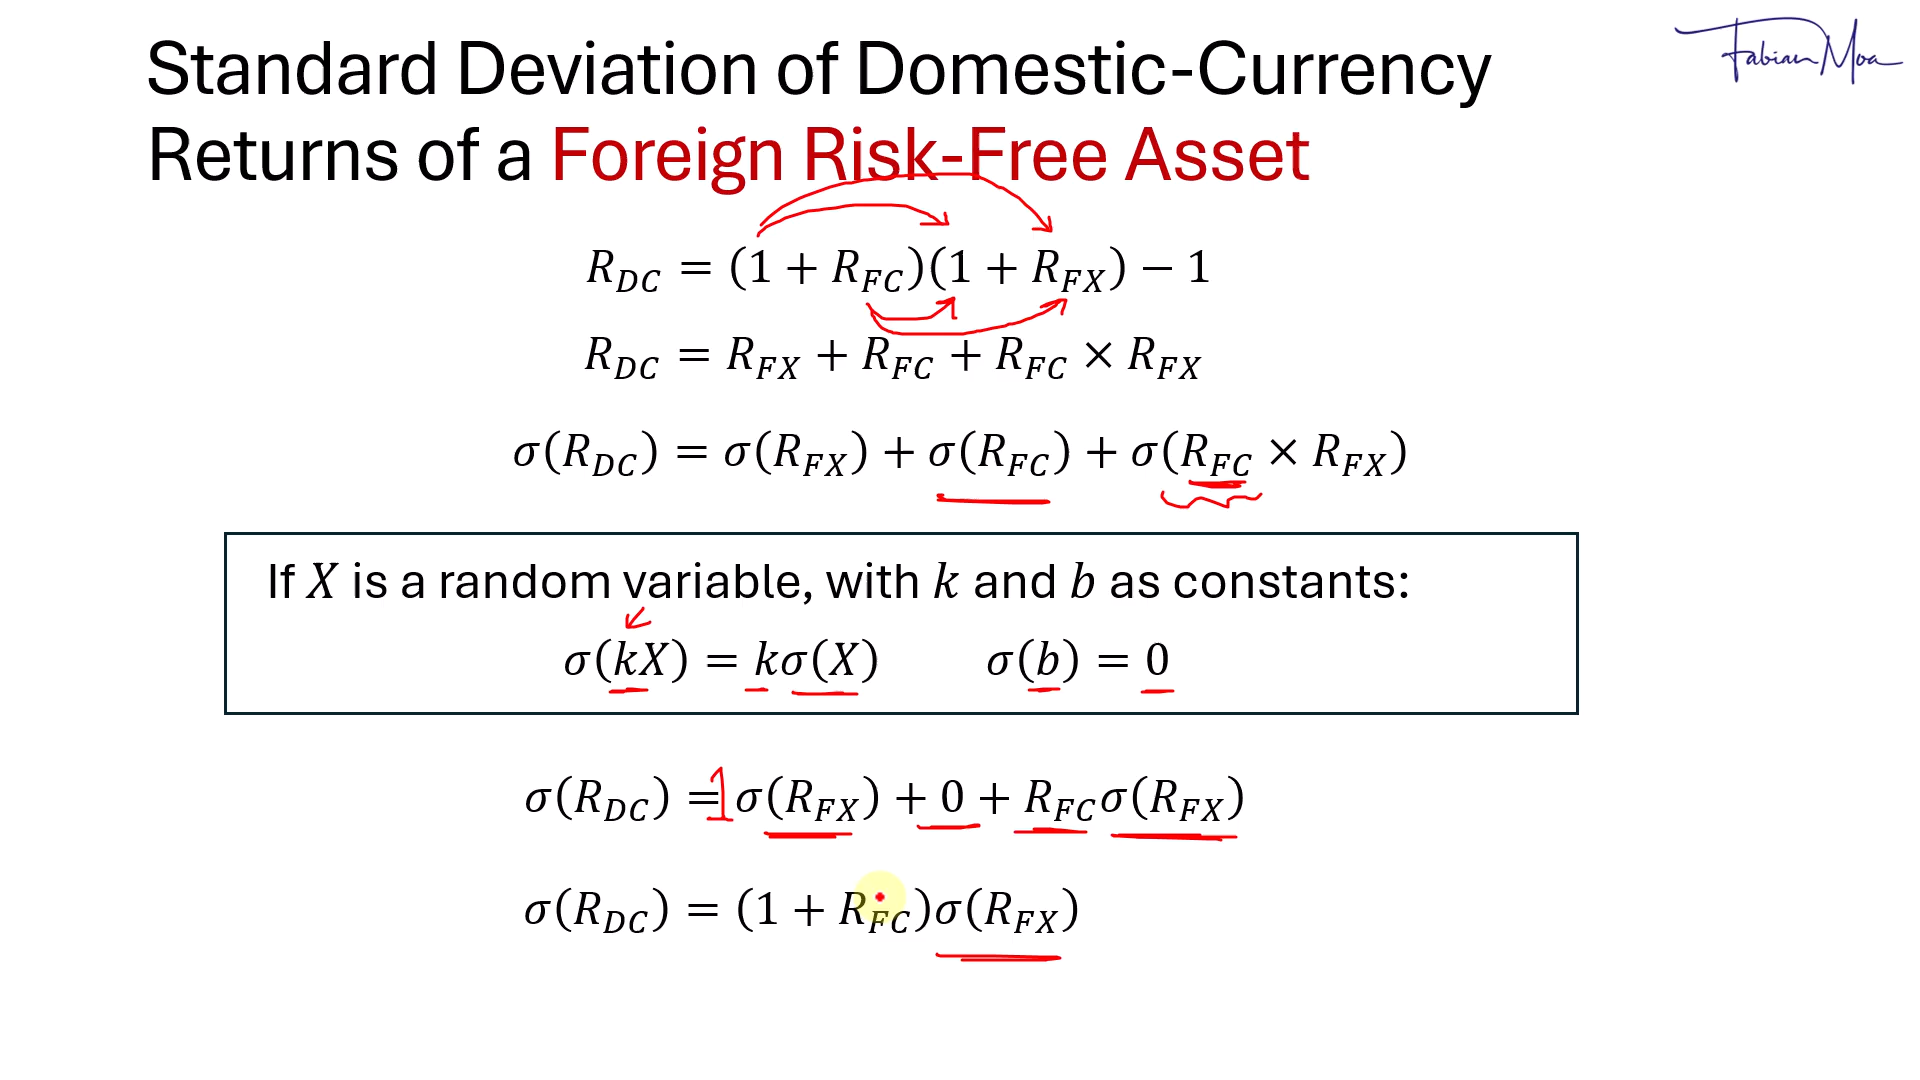 Standard Deviation of Domestic-Currency
Returns of a Foreign Risk-Free Asset
Fabian Moa
R_DC = (1 + R_FC)(1 + R_FX) − 1
R_DC = R_FX + R_FC + R_FC × R_FX
σ(R_DC) = σ(R_FX) + σ(R_FC) + σ(R_FC × R_FX)
If X is a random variable, with k and b as constants:
σ(kX) = kσ(X) σ(b) = 0
σ(R_DC) = 1 σ(R_FX) + 0 + R_FC σ(R_FX)
σ(R_DC) = (1 + R_FC)σ(R_FX)